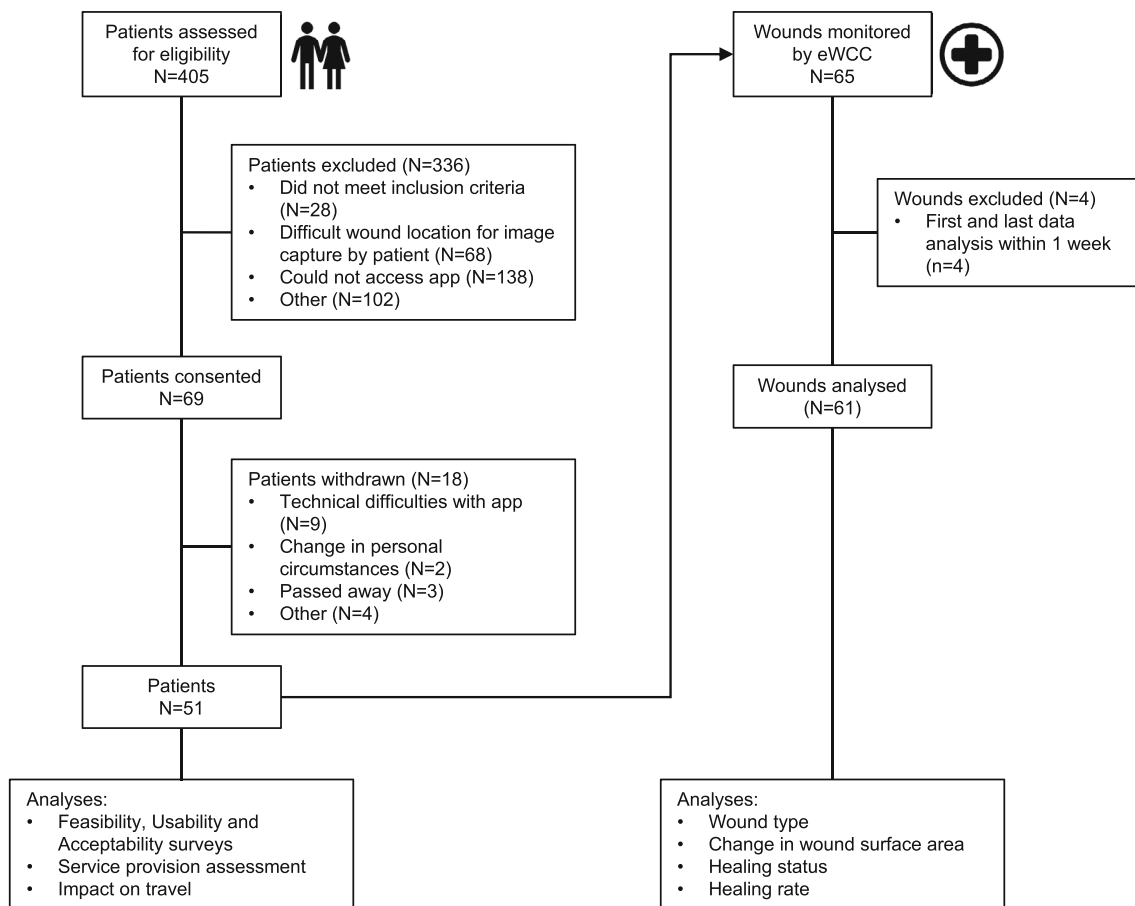 Patients assessed
for eligibility
N=405
Patients excluded (N=336)
• Did not meet inclusion criteria
(N=28)
• Difficult wound location for image
capture by patient (N=68)
• Could not access app (N=138)
• Other (N=102)
Patients consented
N=69
Patients withdrawn (N=18)
• Technical difficulties with app
(N=9)
• Change in personal
circumstances (N=2)
• Passed away (N=3)
• Other (N=4)
Patients
N=51
Analyses:
• Feasibility, Usability and
Acceptability surveys
• Service provision assessment
• Impact on travel
Wounds monitored
by eWCC
N=65
Wounds excluded (N=4)
• First and last data
analysis within 1 week
(n=4)
Wounds analysed
(N=61)
Analyses:
• Wound type
• Change in wound surface area
• Healing status
• Healing rate